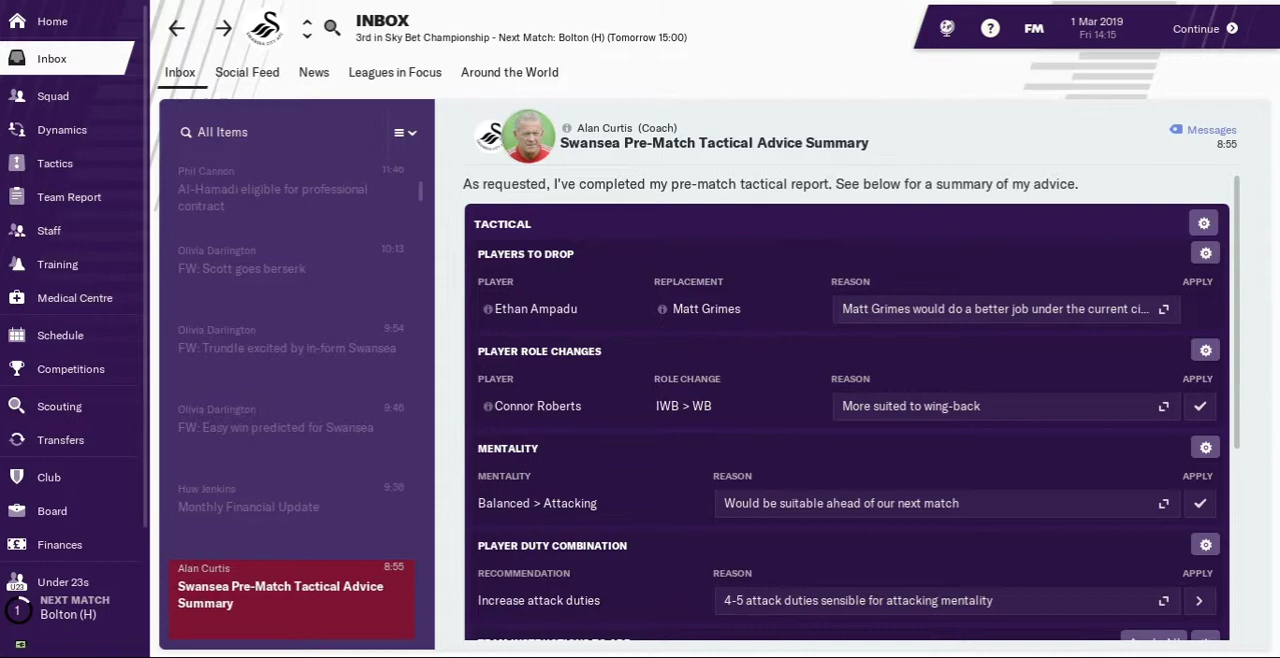 Home
Inbox
Squad
Dynamics
Tactics
Team Report
Staff
Training
Medical Centre
Schedule
Competitions
Scouting
Transfers
Club
Board
Finances
Under 23s
U23
NEXT MATCH
1
Bolton (H)
INBOX
3rd in Sky Bet Championship - Next Match: Bolton (H) (Tomorrow 15:00)
FM
1 Mar 2019
Fri 14:15
Continue
Inbox
Social Feed
News
Leagues in Focus
Around the World
All Items
Phil Cannon 11:46
Al-Hamadi eligible for professional
contract
Olivia Darlington 10:13
FW: Scott goes berserk
Olivia Darlington 9:54
FW: Trundle excited by in-form Swansea
Olivia Darlington 9:46
FW: Easy win predicted for Swansea
Huw Jenkins 9:38
Monthly Financial Update
Alan Curtis 8:55
Swansea Pre-Match Tactical Advice
Summary
Alan Curtis (Coach)
Swansea Pre-Match Tactical Advice Summary
Messages
8:55
As requested, I've completed my pre-match tactical report. See below for a summary of my advice.
TACTICAL
PLAYERS TO DROP
PLAYER REPLACEMENT REASON APPLY
Ethan Ampadu Matt Grimes Matt Grimes would do a better job under the current ci...
PLAYER ROLE CHANGES
PLAYER ROLE CHANGE REASON APPLY
Connor Roberts IWB > WB More suited to wing-back
MENTALITY
MENTALITY REASON APPLY
Balanced > Attacking Would be suitable ahead of our next match
PLAYER DUTY COMBINATION
RECOMMENDATION REASON APPLY
Increase attack duties 4-5 attack duties sensible for attacking mentality